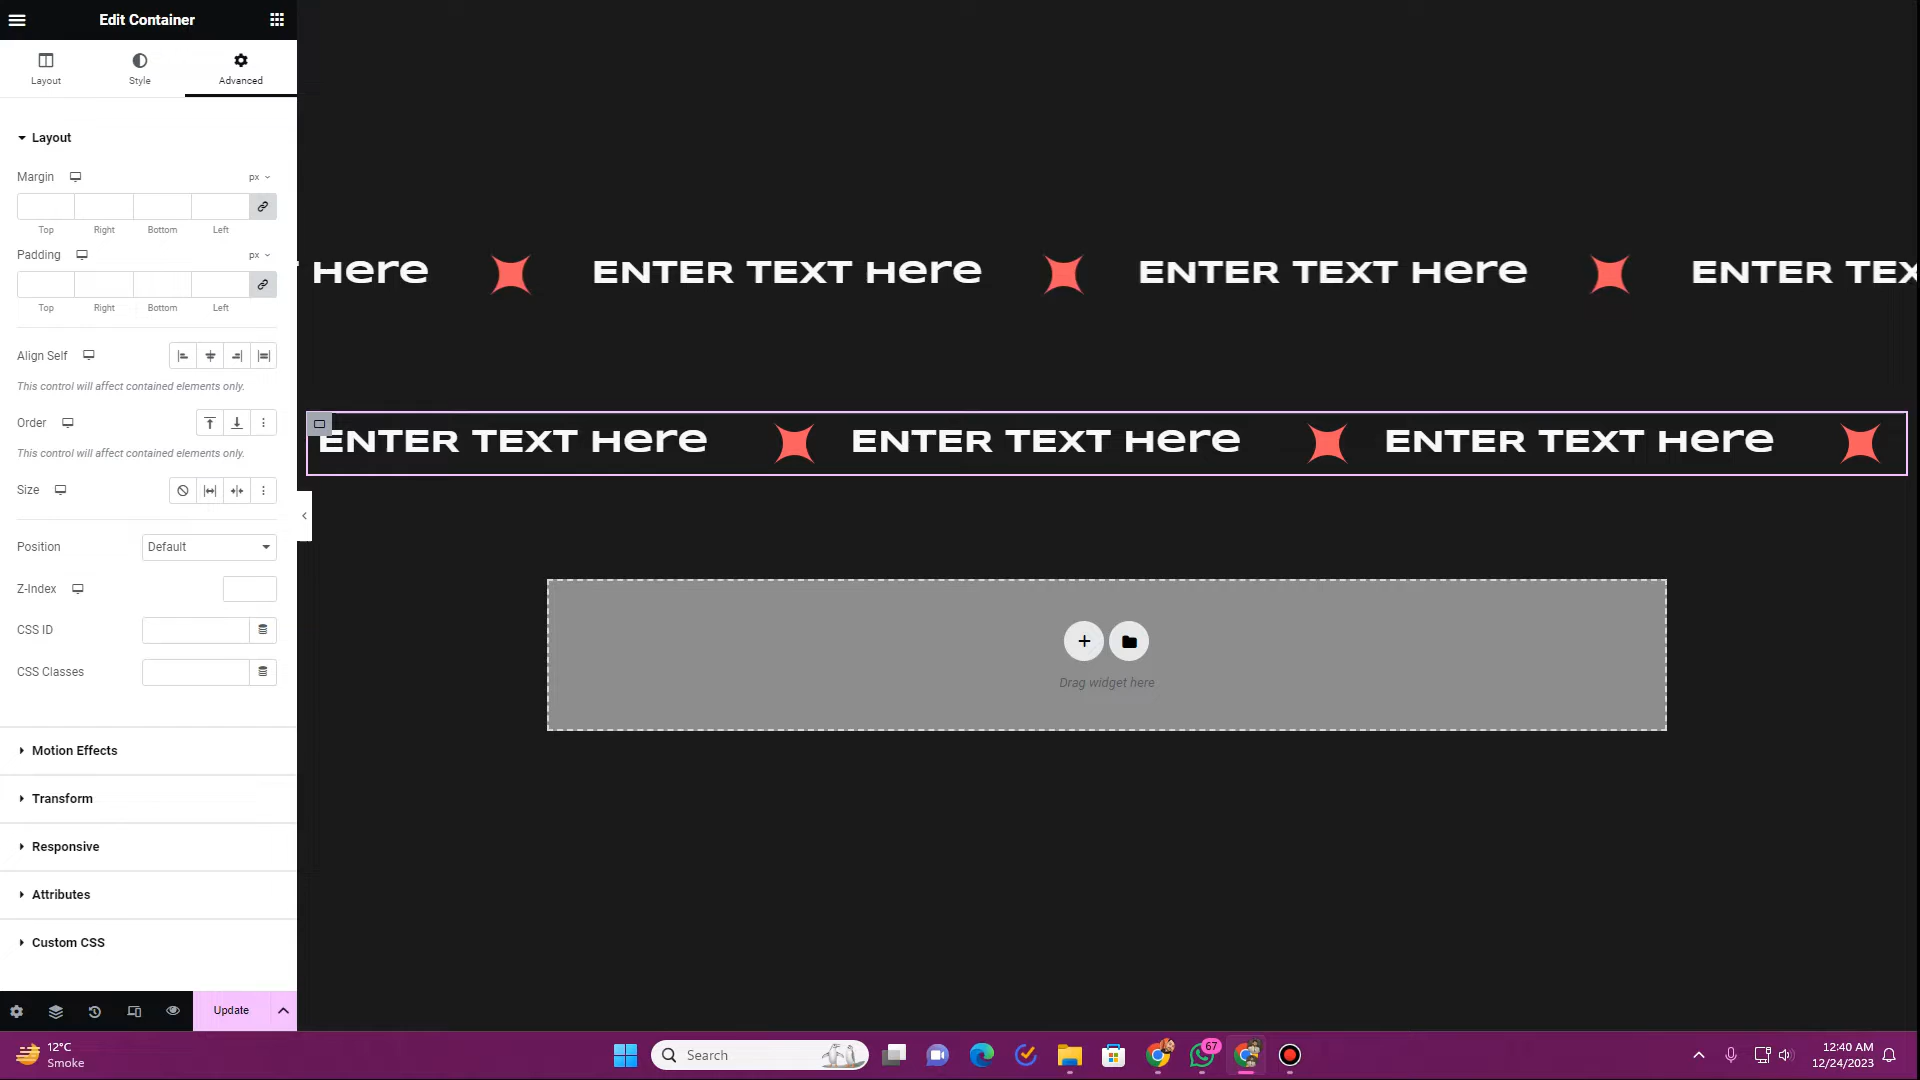 Edit Container
Layout
Style
Advanced
Layout
Margin
px
Top
Right
Bottom
Left
Padding
px
Top
Right
Bottom
Left
Align Self
This control will affect contained elements only.
Order
This control will affect contained elements only.
Size
Position
Default
Z-Index
CSS ID
CSS Classes
Motion Effects
Transform
Responsive
Attributes
Custom CSS
Update
Here
ENTER TEXT Here
ENTER TEXT Here
ENTER TEX
ENTER TEXT Here
ENTER TEXT Here
ENTER TEXT Here
Drag widget here
12°C
Smoke
Search
67
12:40 AM
12/24/2023